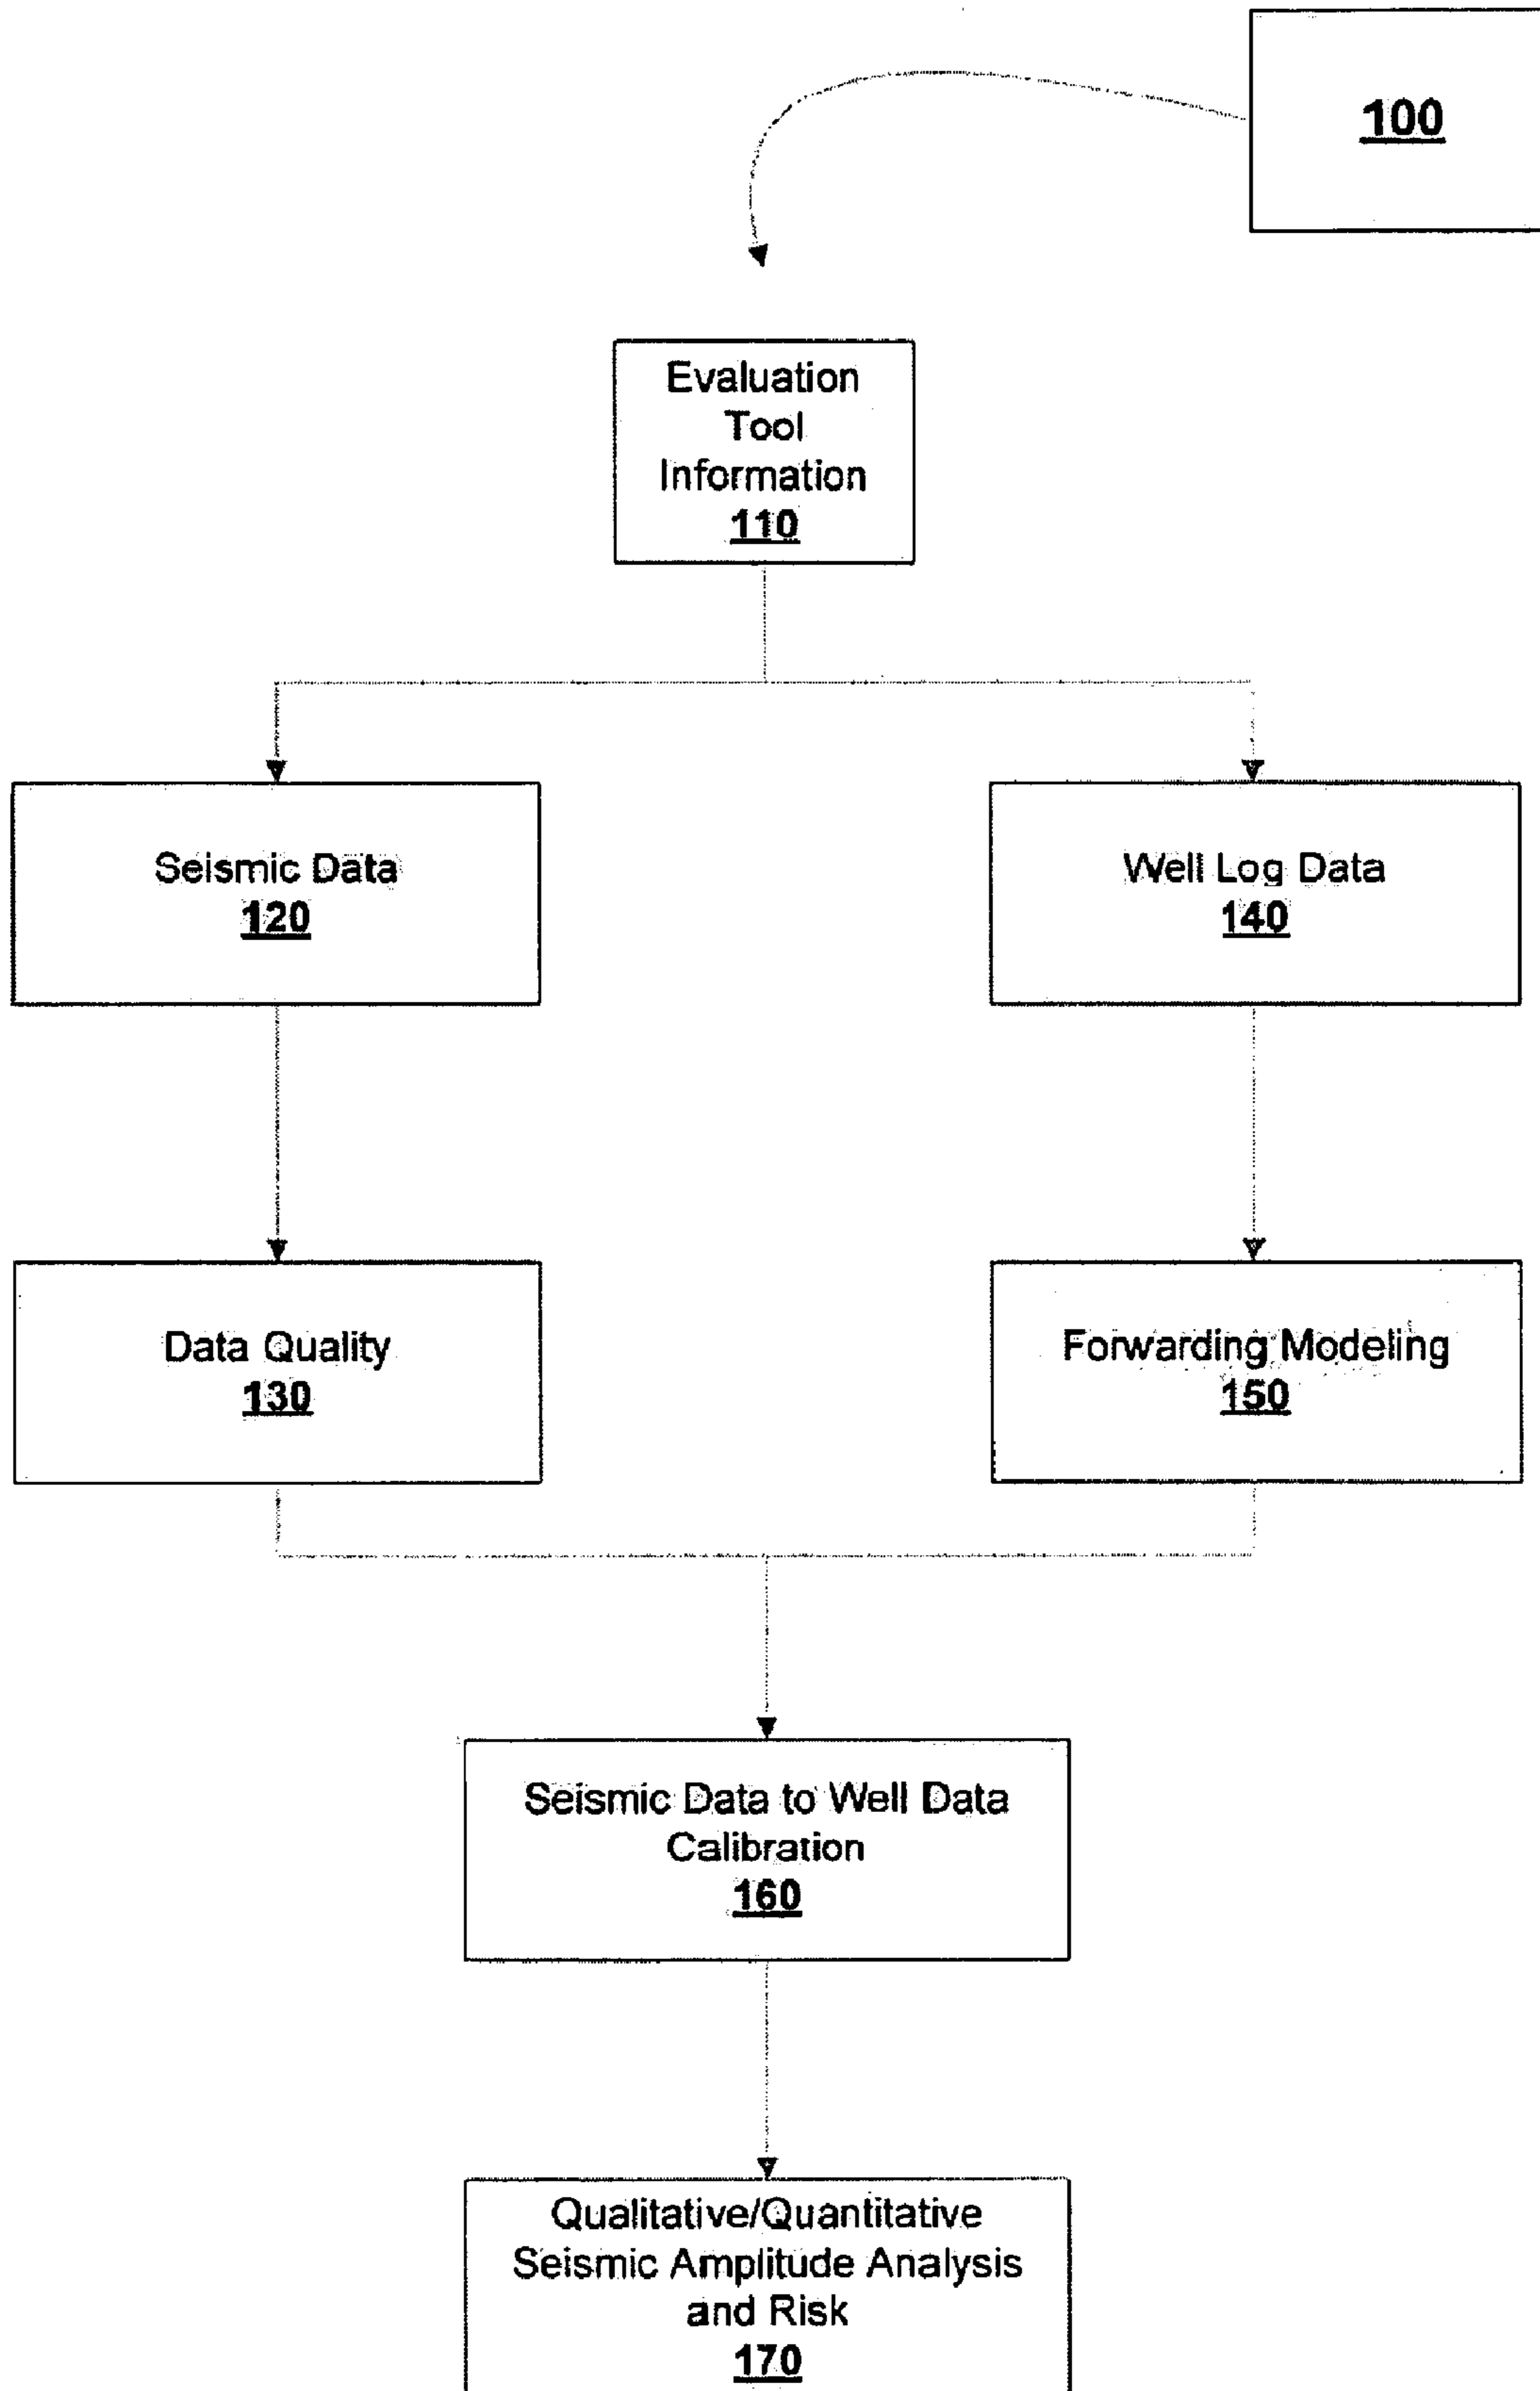 100
Evaluation
Tool
Information
110
Seismic Data
120
Well Log Data
140
Data Quality
130
Forwarding Modeling
150
Seismic Data to Well Data
Calibration
160
Qualitative/Quantitative
Seismic Amplitude Analysis
and Risk
170